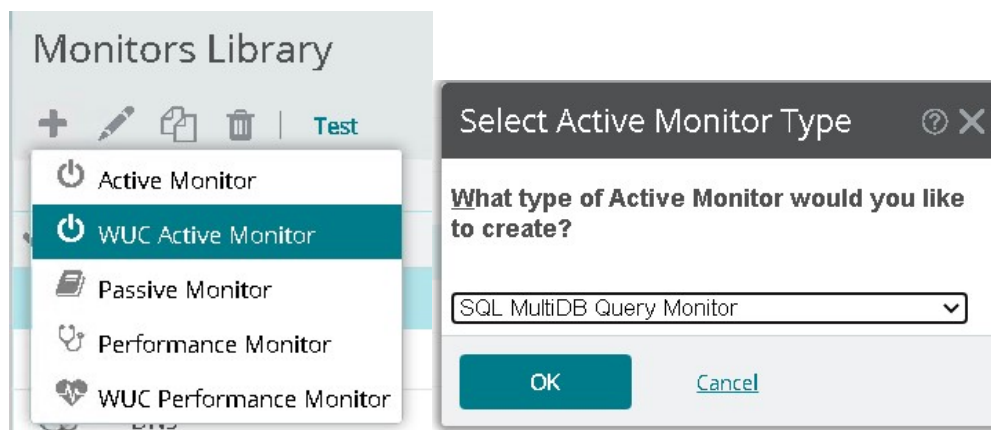 Monitors Library
Test
Active Monitor
WUC Active Monitor
Passive Monitor
Performance Monitor
WUC Performance Monitor
Select Active Monitor Type
What type of Active Monitor would you like
to create?
SQL MultiDB Query Monitor
OK
Cancel